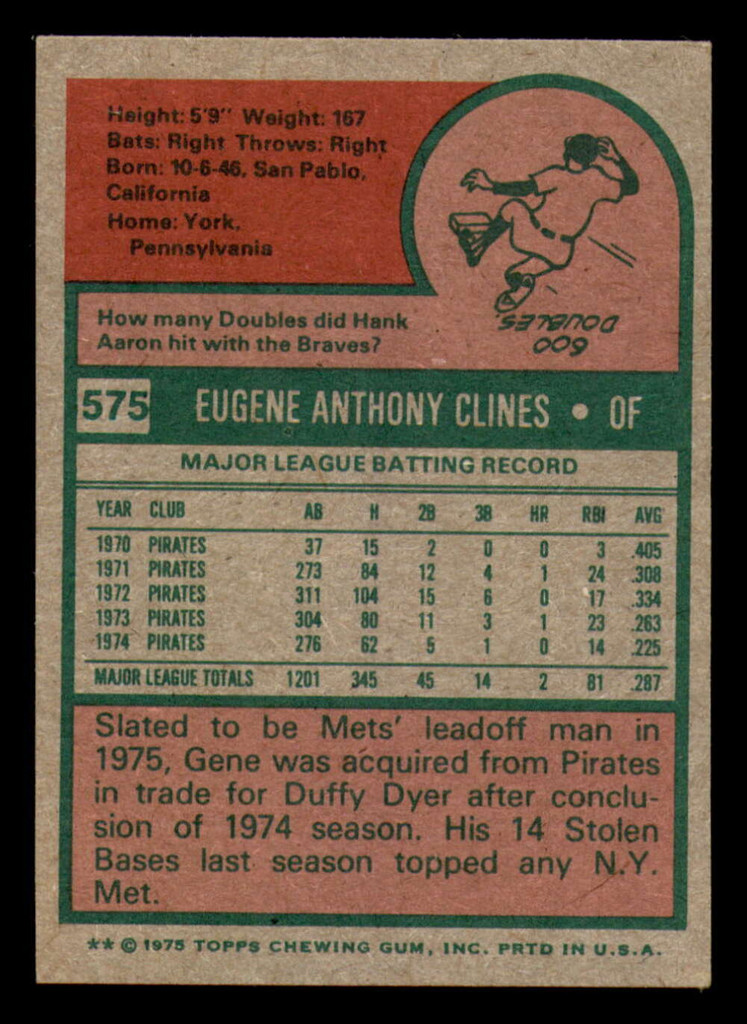 Height: 5'9" Weight: 167
Bats: Right Throws: Right
Born: 10-6-46, San Pablo,
California
Home: York,
Pennsylvania
How many Doubles did Hank
Aaron hit with the Braves?
600
DOUBLES
575 EUGENE ANTHONY CLINES • OF
MAJOR LEAGUE BATTING RECORD
YEAR CLUB AB H 2B 3B HR RBI AVG
1970 PIRATES 37 15 2 0 0 3 .405
1971 PIRATES 273 84 12 4 1 24 .308
1972 PIRATES 311 104 15 6 0 17 .334
1973 PIRATES 304 80 11 3 1 23 .263
1974 PIRATES 276 62 5 1 0 14 .225
MAJOR LEAGUE TOTALS 1201 345 45 14 2 81 .287
Slated to be Mets' leadoff man in
1975, Gene was acquired from Pirates
in trade for Duffy Dyer after conclu-
sion of 1974 season. His 14 Stolen
Bases last season topped any N.Y.
Met.
** © 1975 TOPPS CHEWING GUM, INC. PRTD IN U.S.A.